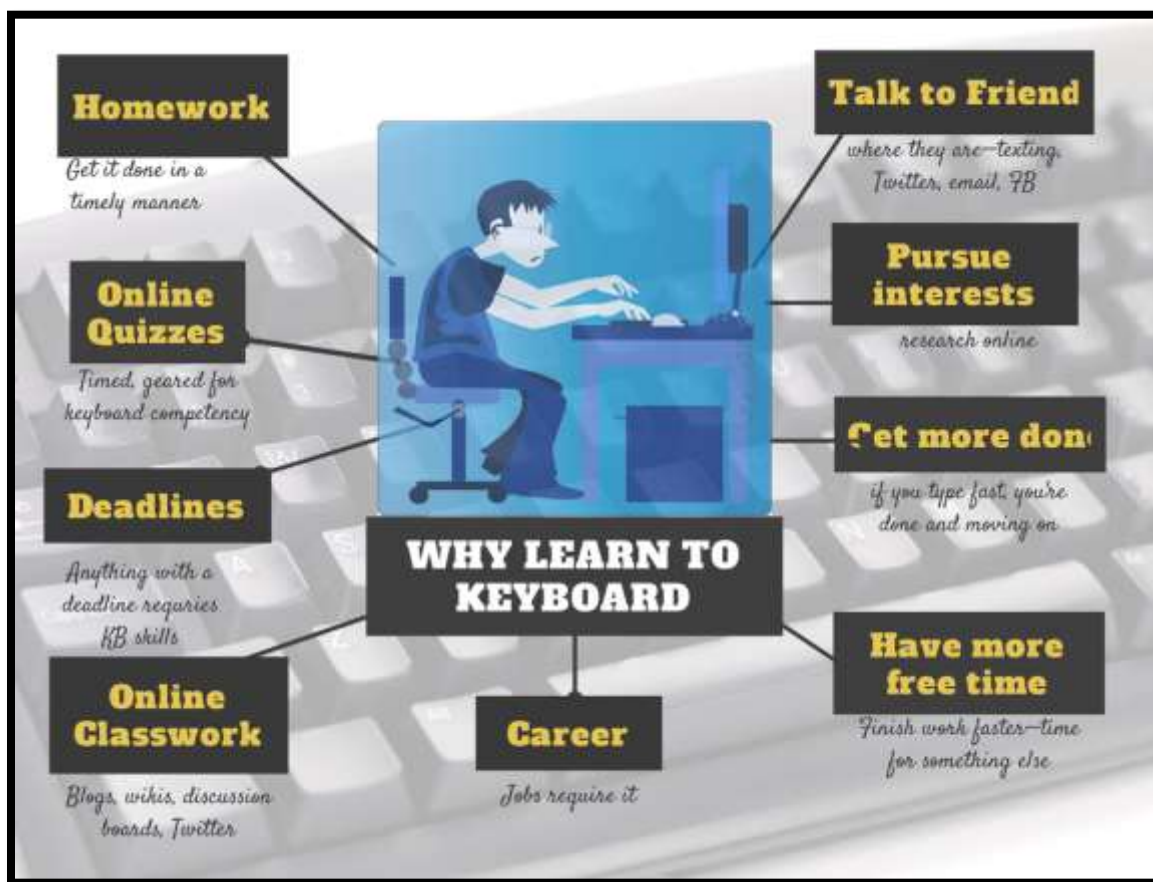 Homework
Get it done in a
timely manner
Online
Quizzes
Timed, geared for
keyboard competency
Deadlines
Anything with a
deadline requries
KB skills
Online
Classwork
Blogs, wikis, discussion
boards, Twitter
WHY LEARN TO
KEYBOARD
Career
Jobs require it
Talk to Friend
where they are—texting,
Twitter, email, FB
Pursue
interests
research online
Get more done
if you type fast, you're
done and moving on
Have more
free time
Finish work faster—time
for something else